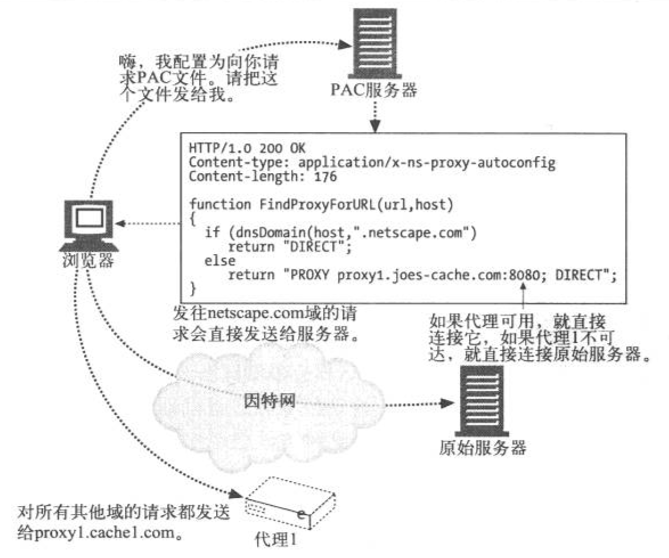 嗨，我配置为向你请
求PAC文件。请把这
个文件发给我。
PAC服务器
HTTP/1.0 200 OK
Content-type: application/x-ns-proxy-autoconfig
Content-length: 176
function FindProxyForURL(url,host)
{
if (dnsDomain(host,".netscape.com")
return "DIRECT";
else
return "PROXY proxy1.joes-cache.com:8080; DIRECT";
}
浏览器
发往netscape.com域的请
求会直接发送给服务器。
如果代理可用，就直接
连接它，如果代理1不可
达，就直接连接原始服务器。
因特网
原始服务器
对所有其他域的请求都发送
给proxy1.cache1.com。
代理1